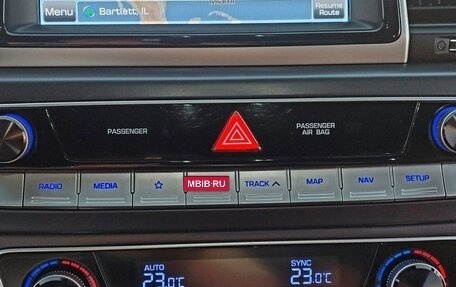 Menu
Bartlett, IL
Resume
Route
PASSENGER
PASSENGER
AIR BAG
RADIO
MEDIA
MBIB·RU
TRACK
MAP
NAV
SETUP
AUTO
23.0°C
SYNC
23.0°C